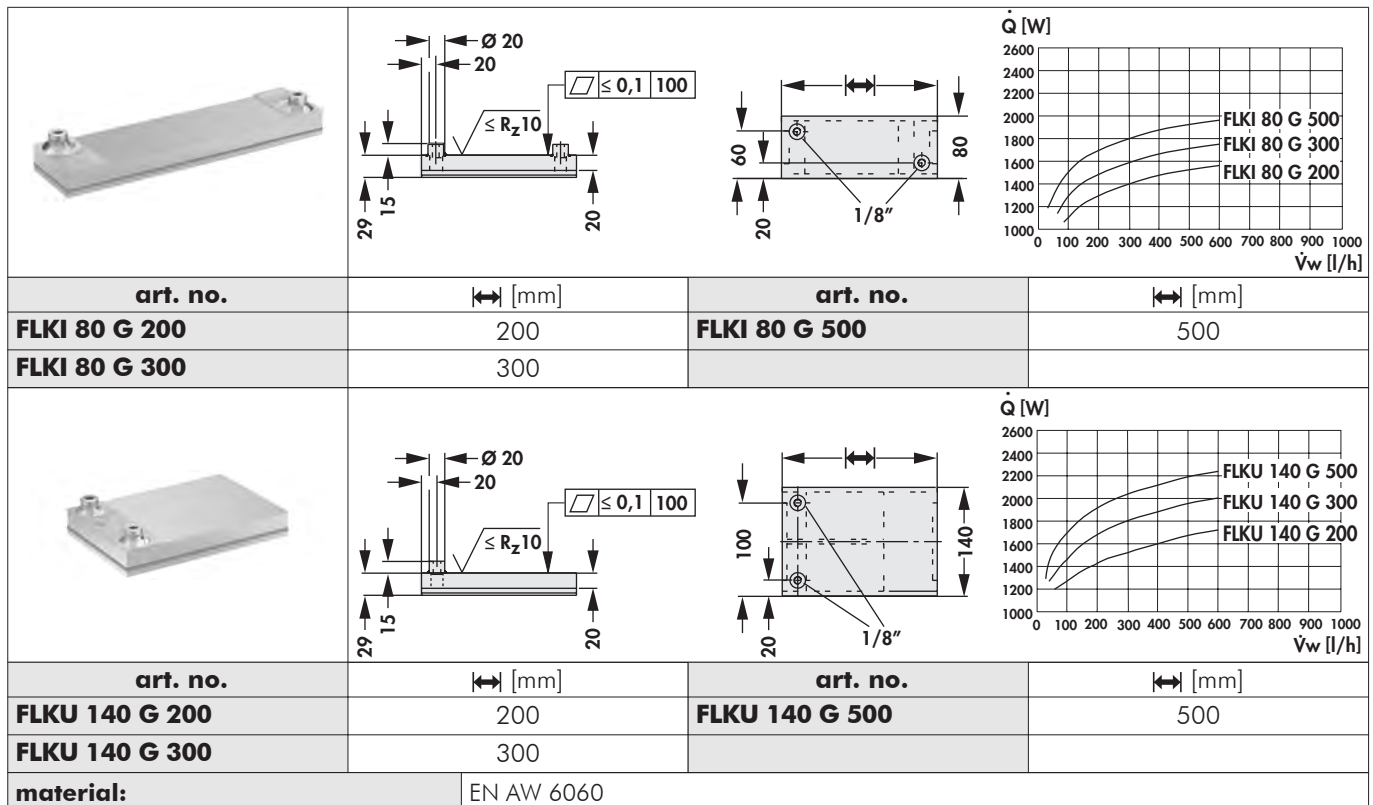 Ø 20
20
≤ 0,1 100
≤ Rz10
29
15
20
60
20
1/8"
80
Q̇ [W]
2600
2400
2200
2000
1800
1600
1400
1200
1000
FLKI 80 G 500
FLKI 80 G 300
FLKI 80 G 200
0 100 200 300 400 500 600 700 800 900 1000
V̇w [l/h]
art. no. [mm] art. no. [mm]
FLKI 80 G 200 200 FLKI 80 G 500 500
FLKI 80 G 300 300
Ø 20
20
≤ 0,1 100
≤ Rz10
29
15
20
100
20
1/8"
140
Q̇ [W]
2600
2400
2200
2000
1800
1600
1400
1200
1000
FLKU 140 G 500
FLKU 140 G 300
FLKU 140 G 200
0 100 200 300 400 500 600 700 800 900 1000
V̇w [l/h]
art. no. [mm] art. no. [mm]
FLKU 140 G 200 200 FLKU 140 G 500 500
FLKU 140 G 300 300
material: EN AW 6060